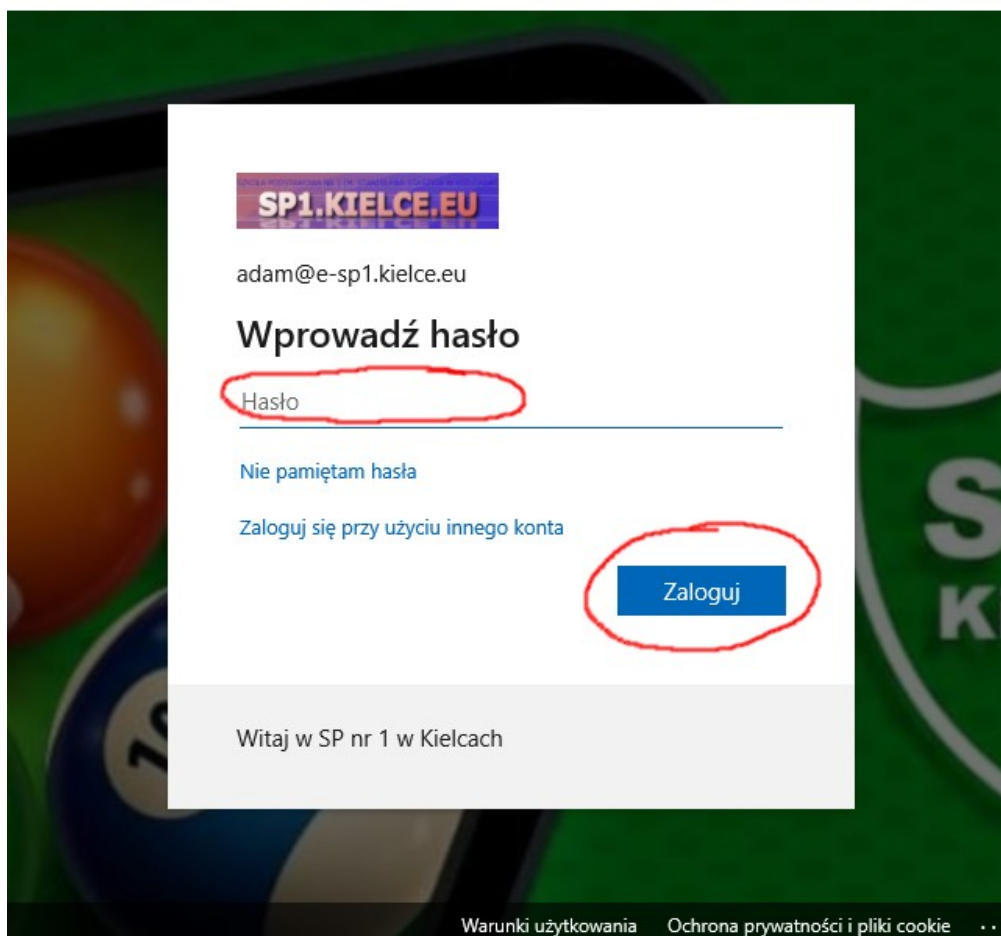 SP1.KIELCE.EU
adam@e-sp1.kielce.eu
Wprowadź hasło
Hasło
Nie pamiętam hasła
Zaloguj się przy użyciu innego konta
Zaloguj
Witaj w SP nr 1 w Kielcach
S
K
10
Warunki użytkowania Ochrona prywatności i pliki cookie ..